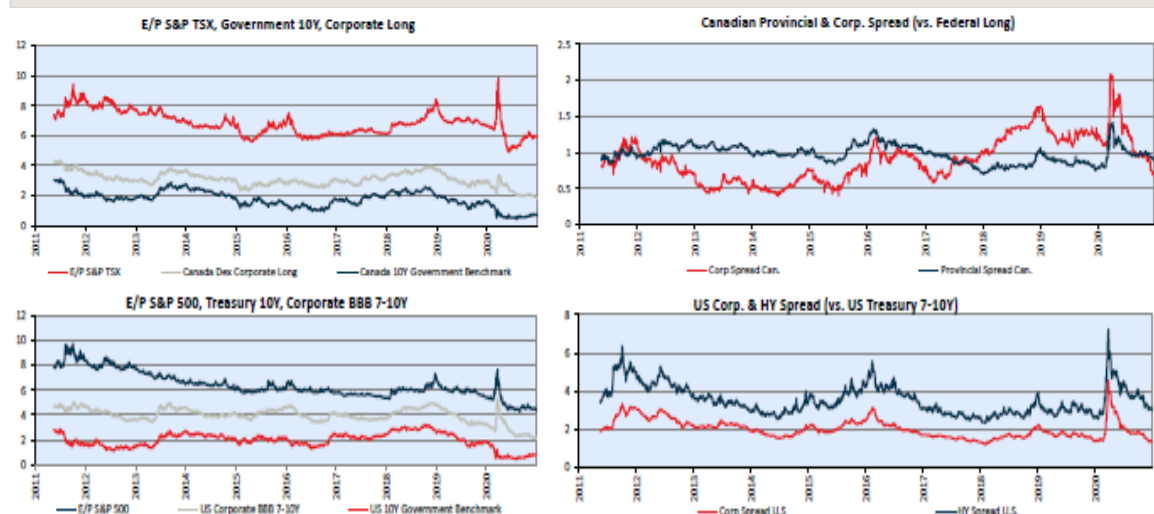 E/P S&P TSX, Government 10Y, Corporate Long
12
10
8
6
4
2
0
2011 2012 2013 2014 2015 2016 2017 2018 2019 2020
E/P S&P TSX Canada Dex Corporate Long Canada 10Y Government Benchmark
Canadian Provincial & Corp. Spread (vs. Federal Long)
2.5
2
1.5
1
0.5
0
2011 2012 2013 2014 2015 2016 2017 2018 2019 2020
Corp Spread Can. Provincial Spread Can.
E/P S&P 500, Treasury 10Y, Corporate BBB 7-10Y
12
10
8
6
4
2
0
2011 2012 2013 2014 2015 2016 2017 2018 2019 2020
E/P S&P 500 US Corporate BBB 7-10Y US 10Y Government Benchmark
US Corp. & HY Spread (vs. US Treasury 7-10Y)
8
6
4
2
0
2011 2012 2013 2014 2015 2016 2017 2018 2019 2020
Corp Spread U.S HY Spread U.S.